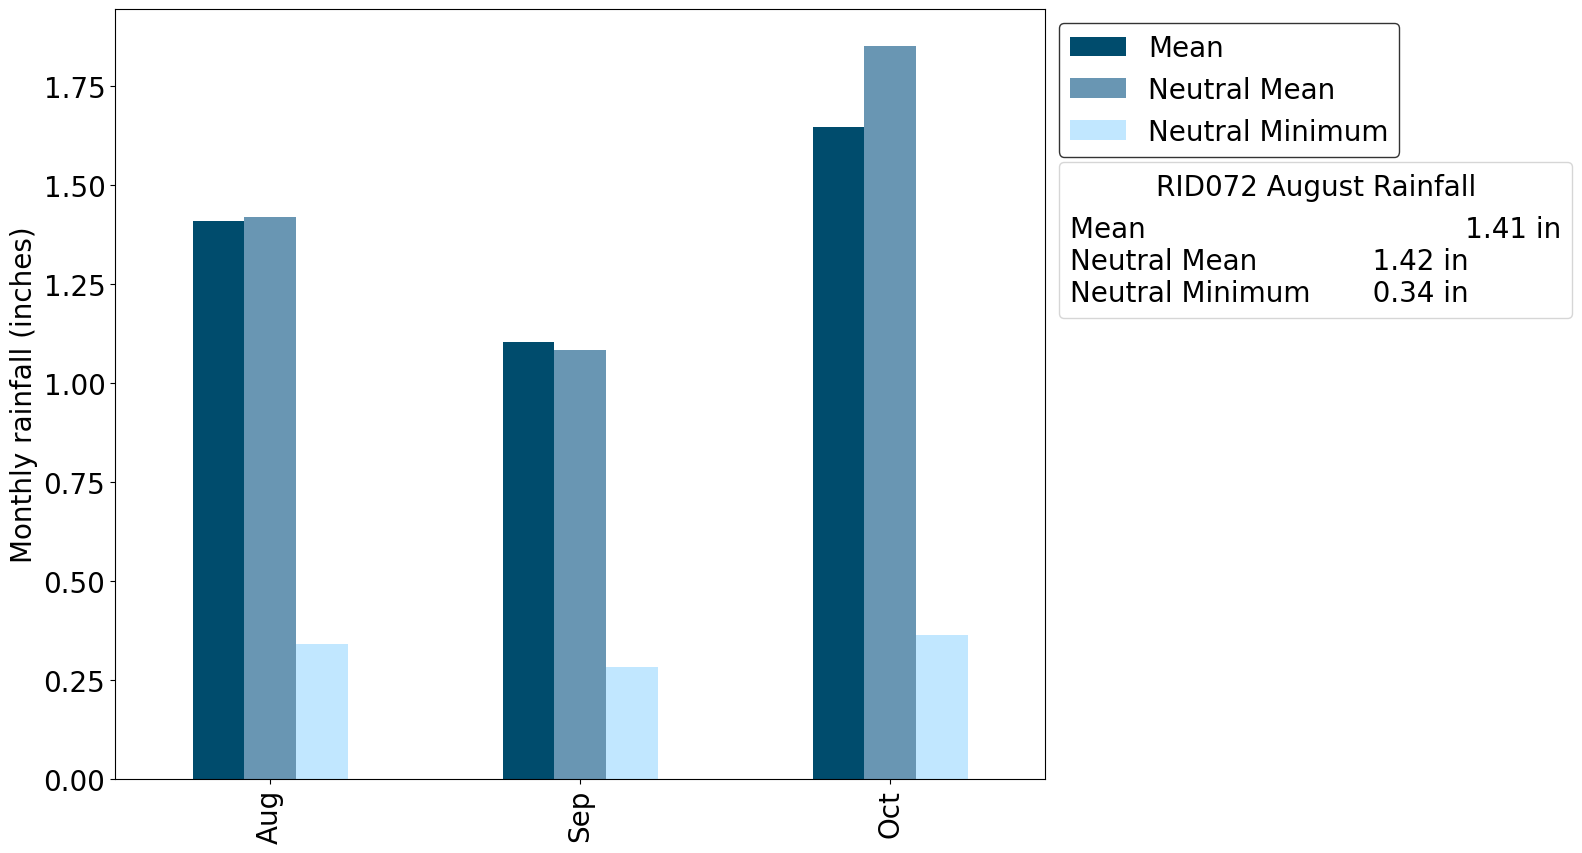 Monthly rainfall (inches)
1.75
1.50
1.25
1.00
0.75
0.50
0.25
0.00
Aug
Sep
Oct
Mean
Neutral Mean
Neutral Minimum
RID072 August Rainfall
Mean 1.41 in
Neutral Mean 1.42 in
Neutral Minimum 0.34 in